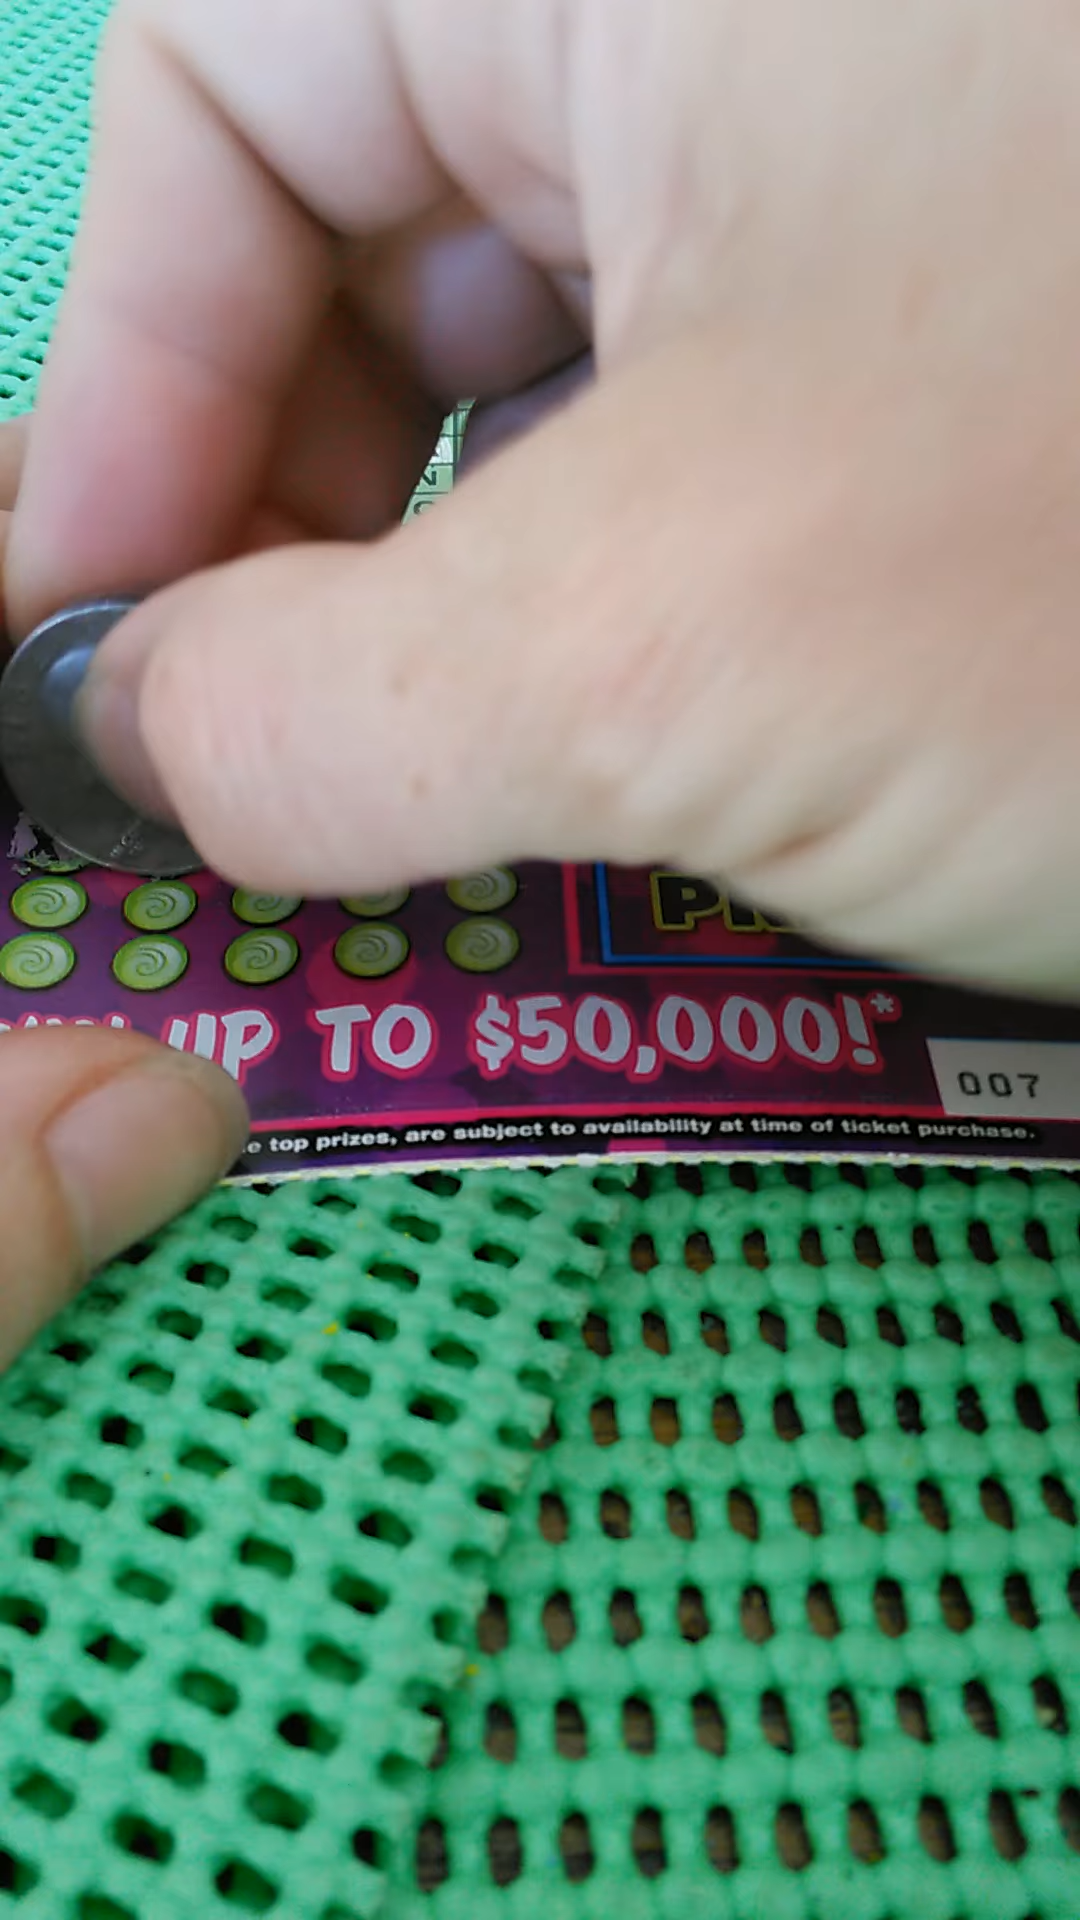 UP TO $50,000!*
007
top prizes, are subject to availability at time of ticket purchase.